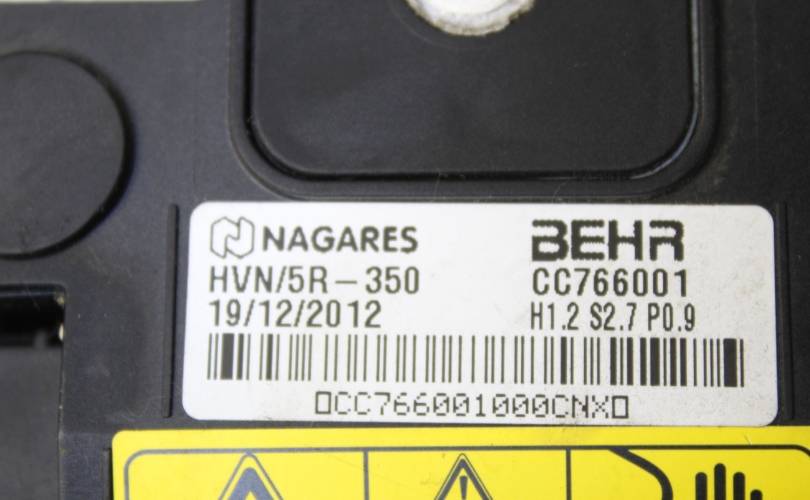 NAGARES BEHR
HVN/5R-350 CC766001
19/12/2012 H1.2 S2.7 P0.9
▯CC766001000CNX▯